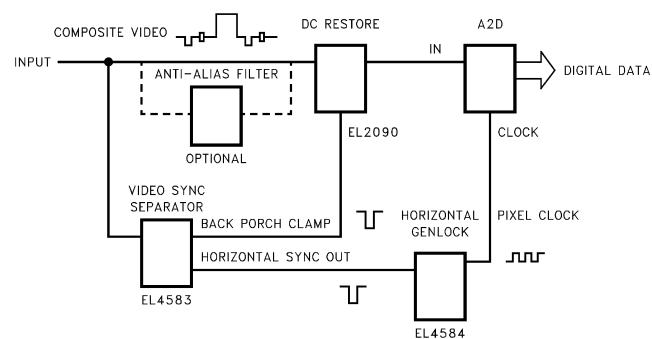 COMPOSITE VIDEO
DC RESTORE
A2D
INPUT
IN
ANTI-ALIAS FILTER
DIGITAL DATA
EL2090
CLOCK
OPTIONAL
VIDEO SYNC
SEPARATOR
BACK PORCH CLAMP
HORIZONTAL
GENLOCK
PIXEL CLOCK
HORIZONTAL SYNC OUT
EL4583
EL4584